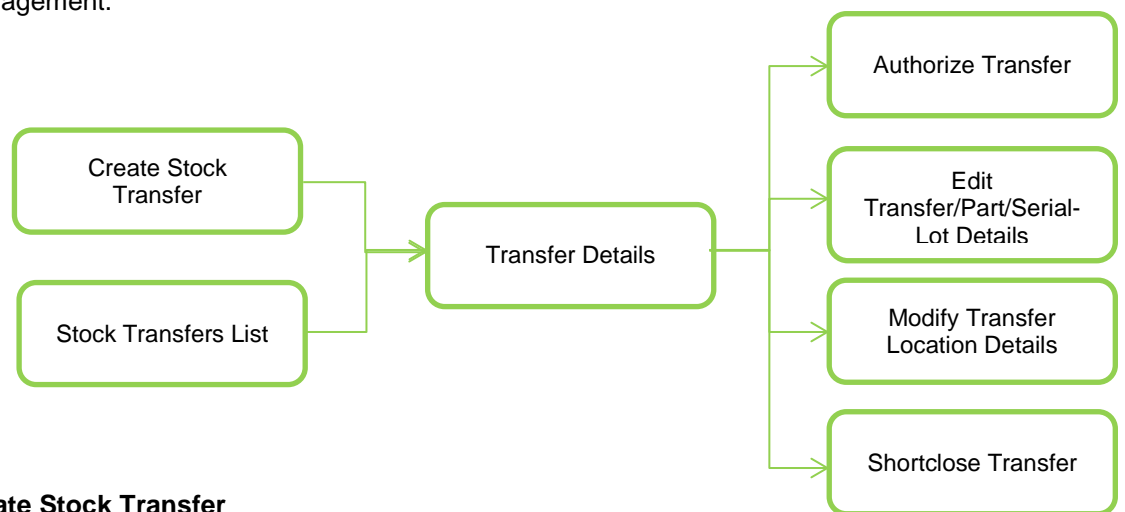 Authorize Transfer
Create Stock
Transfer
Edit
Transfer/Part/Serial-
Lot Details
Transfer Details
Stock Transfers List
Modify Transfer
Location Details
Shortclose Transfer
Stock Transfer